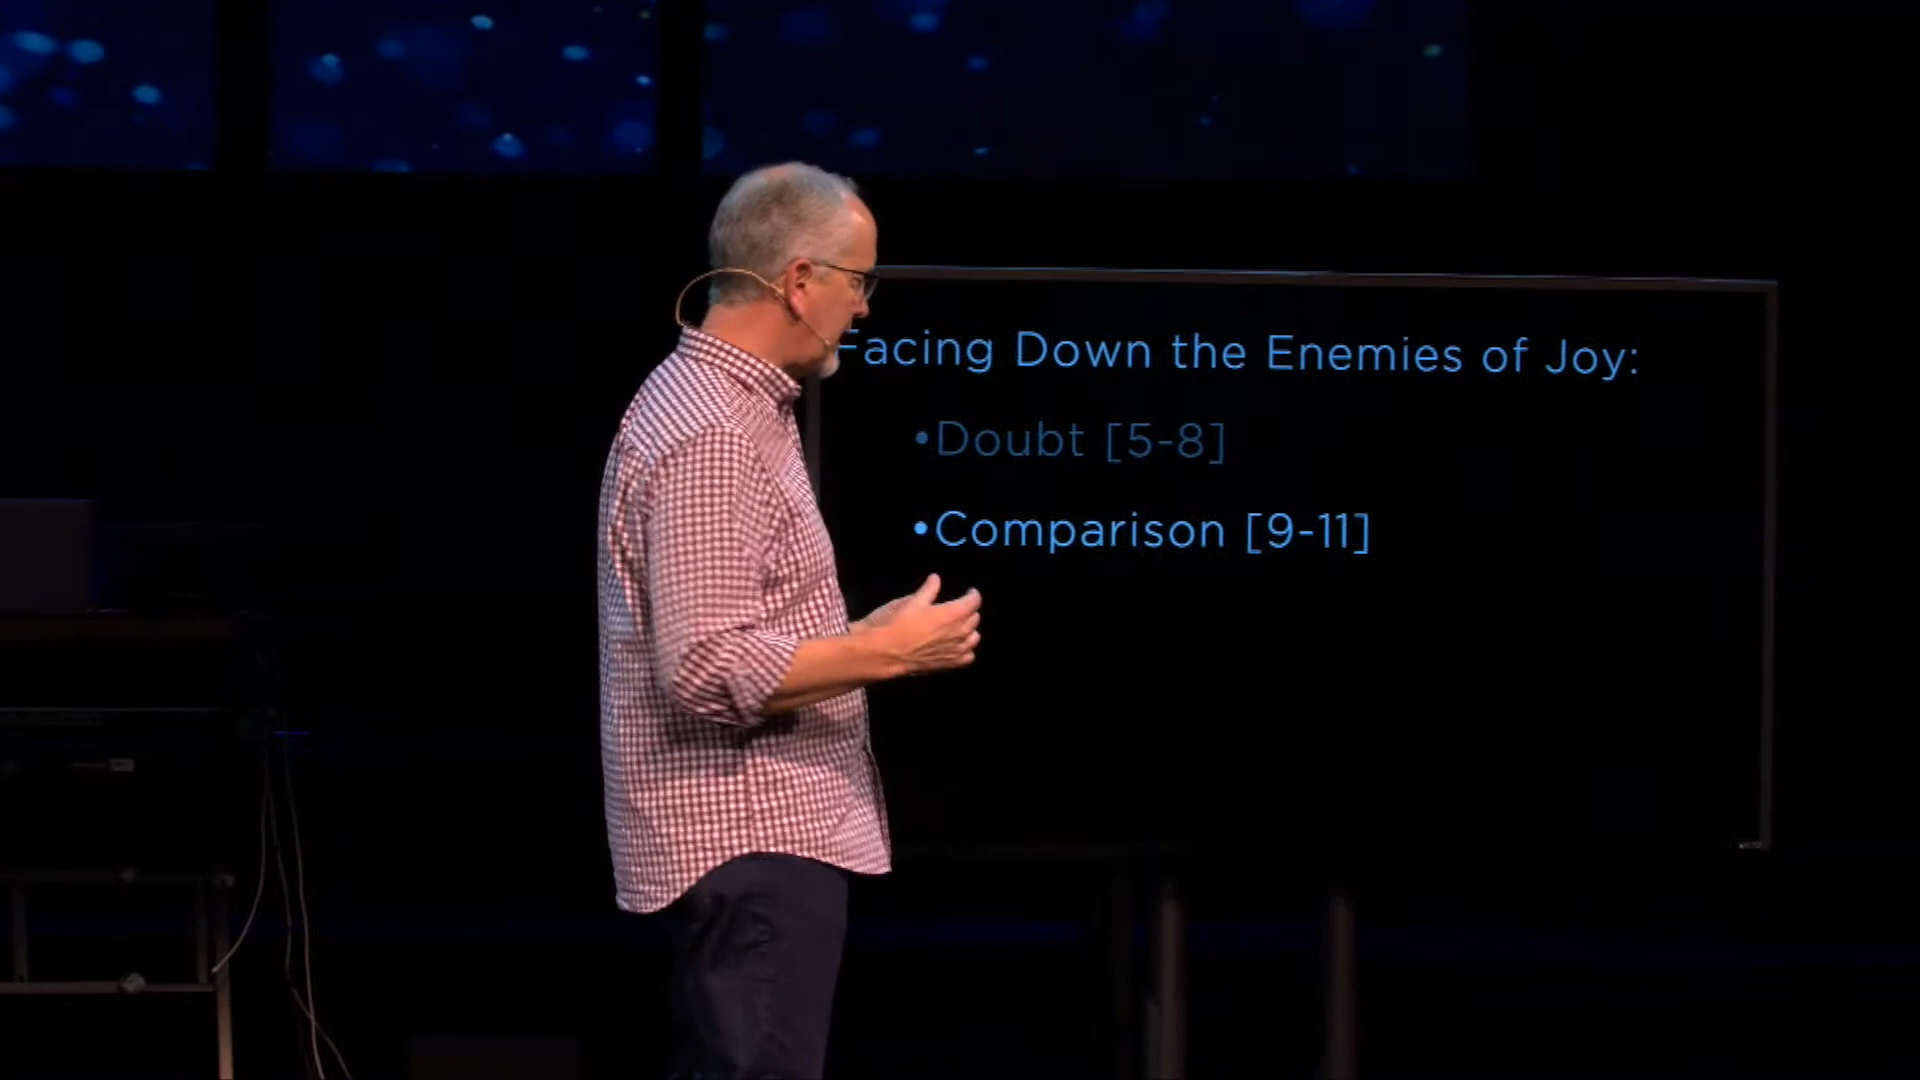 Facing Down the Enemies of Joy:
•Doubt [5-8]
•Comparison [9-11]